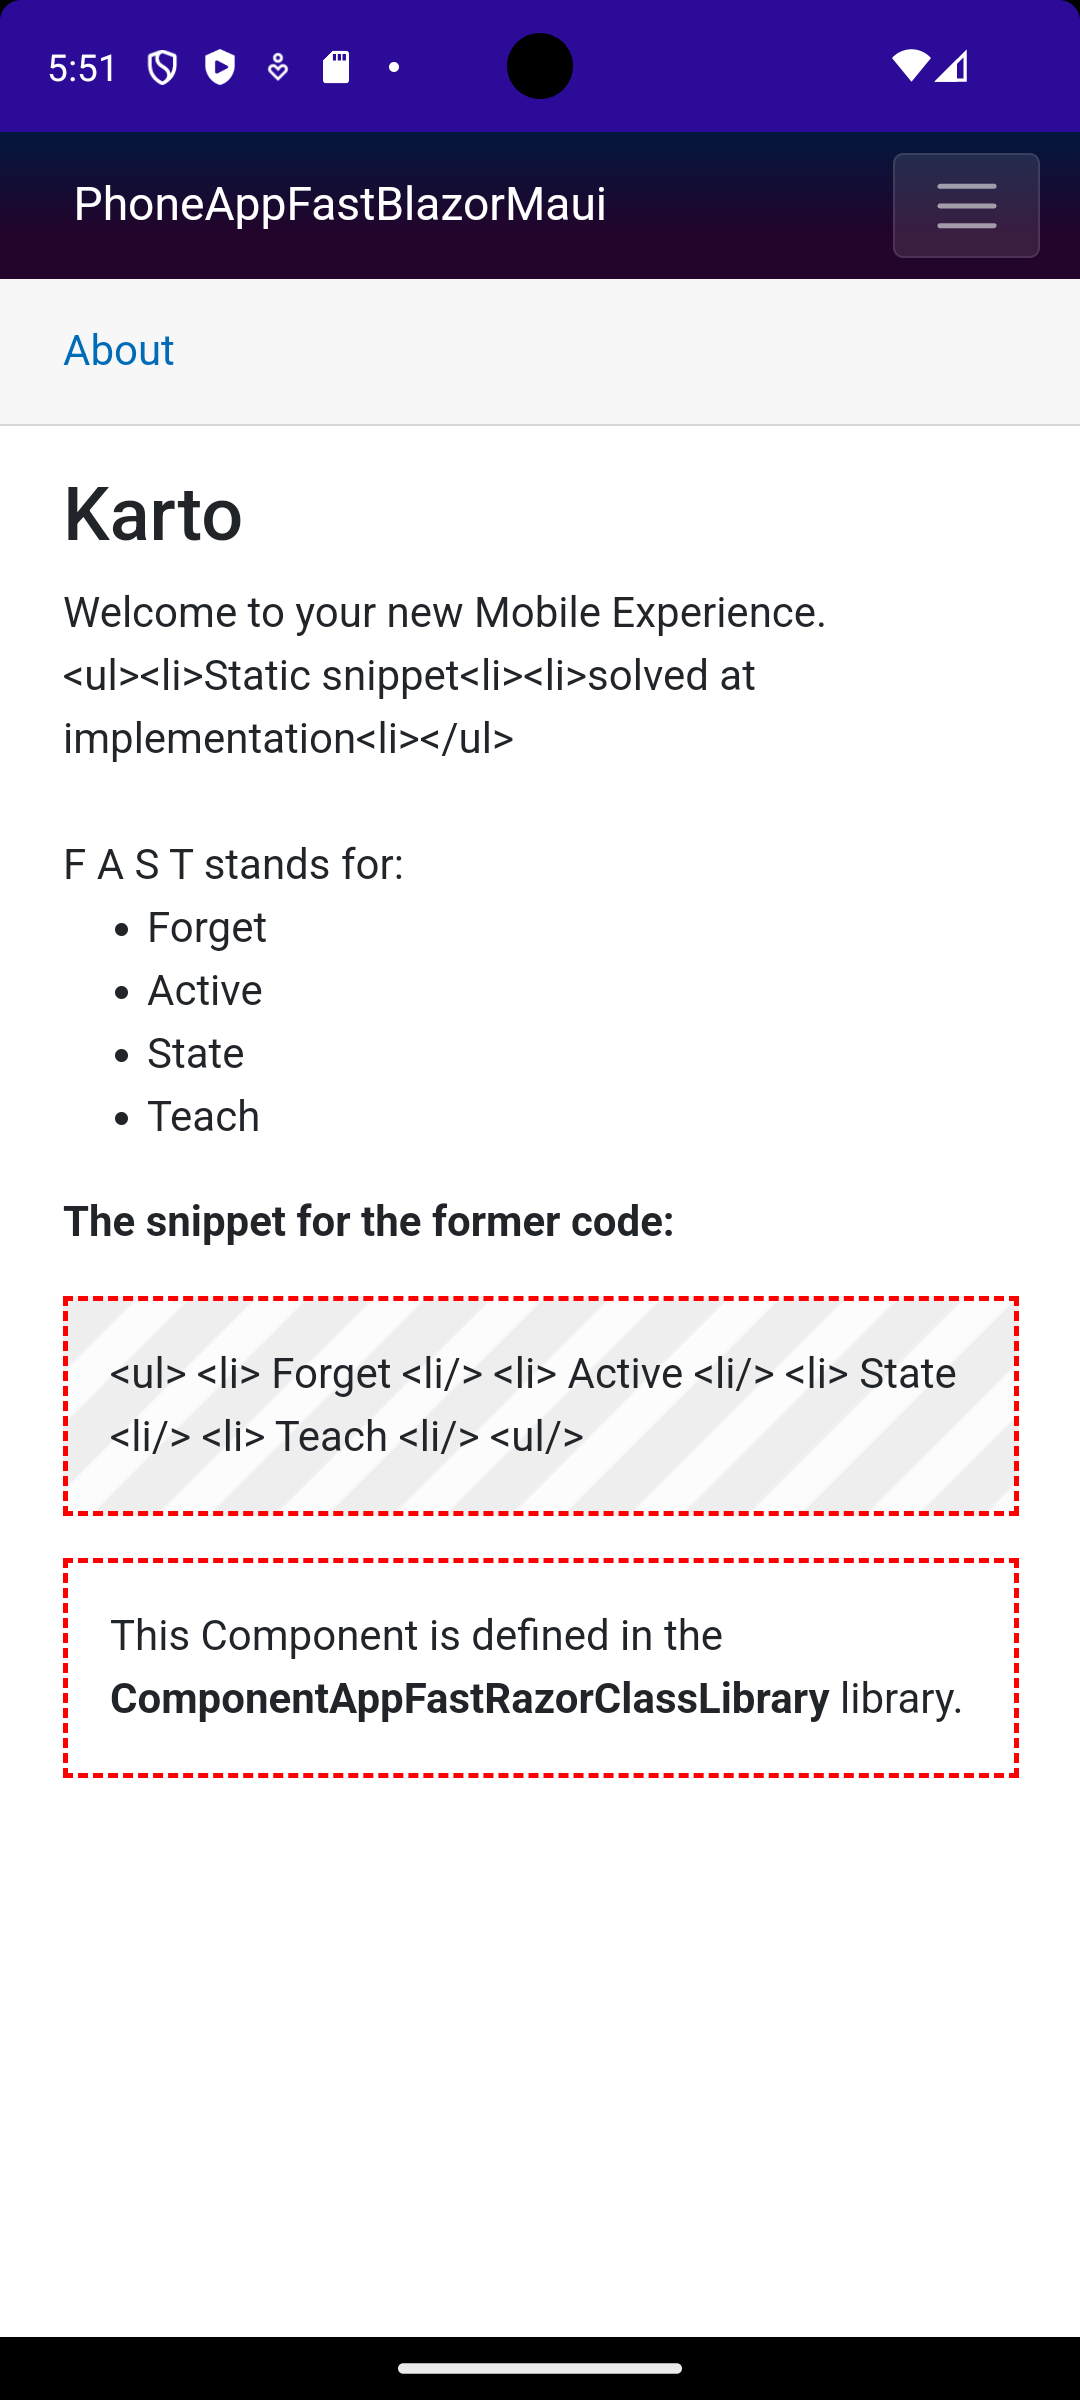 5:51
PhoneAppFastBlazorMaui
About
Karto
Welcome to your new Mobile Experience.
<ul><li>Static snippet<li><li>solved at
implementation<li></ul>
F A S T stands for:
• Forget
• Active
• State
• Teach
The snippet for the former code:
<ul> <li> Forget <li/> <li> Active <li/> <li> State
<li/> <li> Teach <li/> <ul/>
This Component is defined in the
ComponentAppFastRazorClassLibrary library.